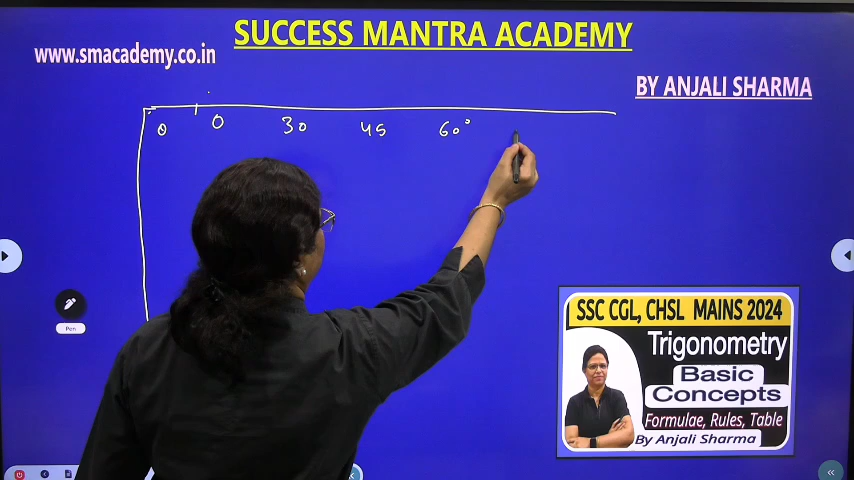 SUCCESS MANTRA ACADEMY
www.smacademy.co.in
BY ANJALI SHARMA
θ 0 30 45 60°
Pen
SSC CGL, CHSL MAINS 2024
Trigonometry
Basic
Concepts
Formulae, Rules, Table
By Anjali Sharma